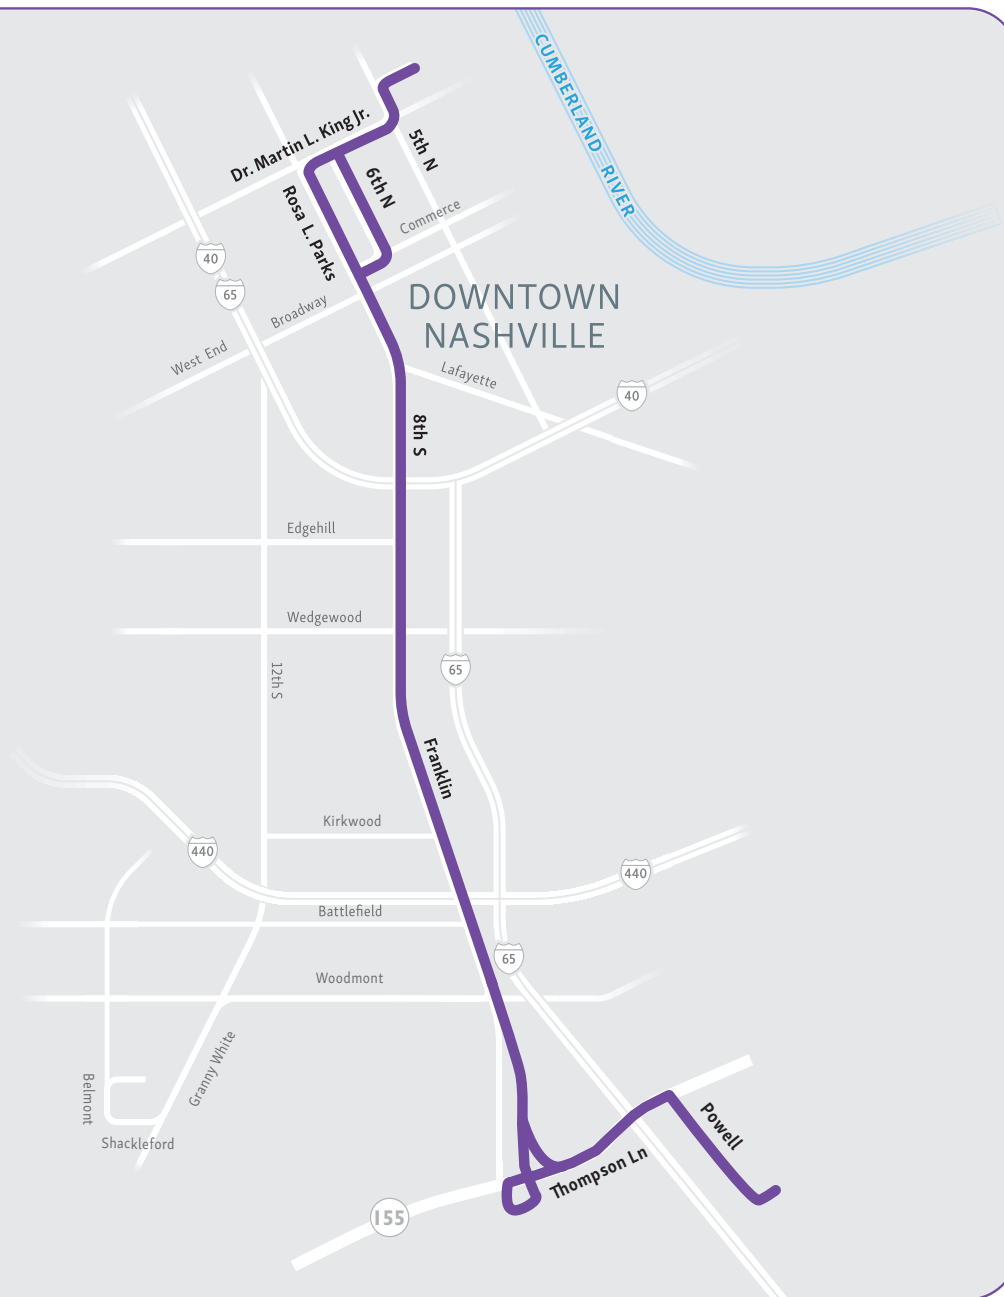 CUMBERLAND RIVER
Dr. Martin L. King Jr.
5th N
6th N
Rosa L. Parks
Commerce
40
65
Broadway
DOWNTOWN
NASHVILLE
West End
Lafayette
40
8th S
Edgehill
Wedgewood
12th S
65
Franklin
Kirkwood
440
440
Battlefield
65
Woodmont
Granny White
Belmont
Shackleford
Powell
Thompson Ln
155